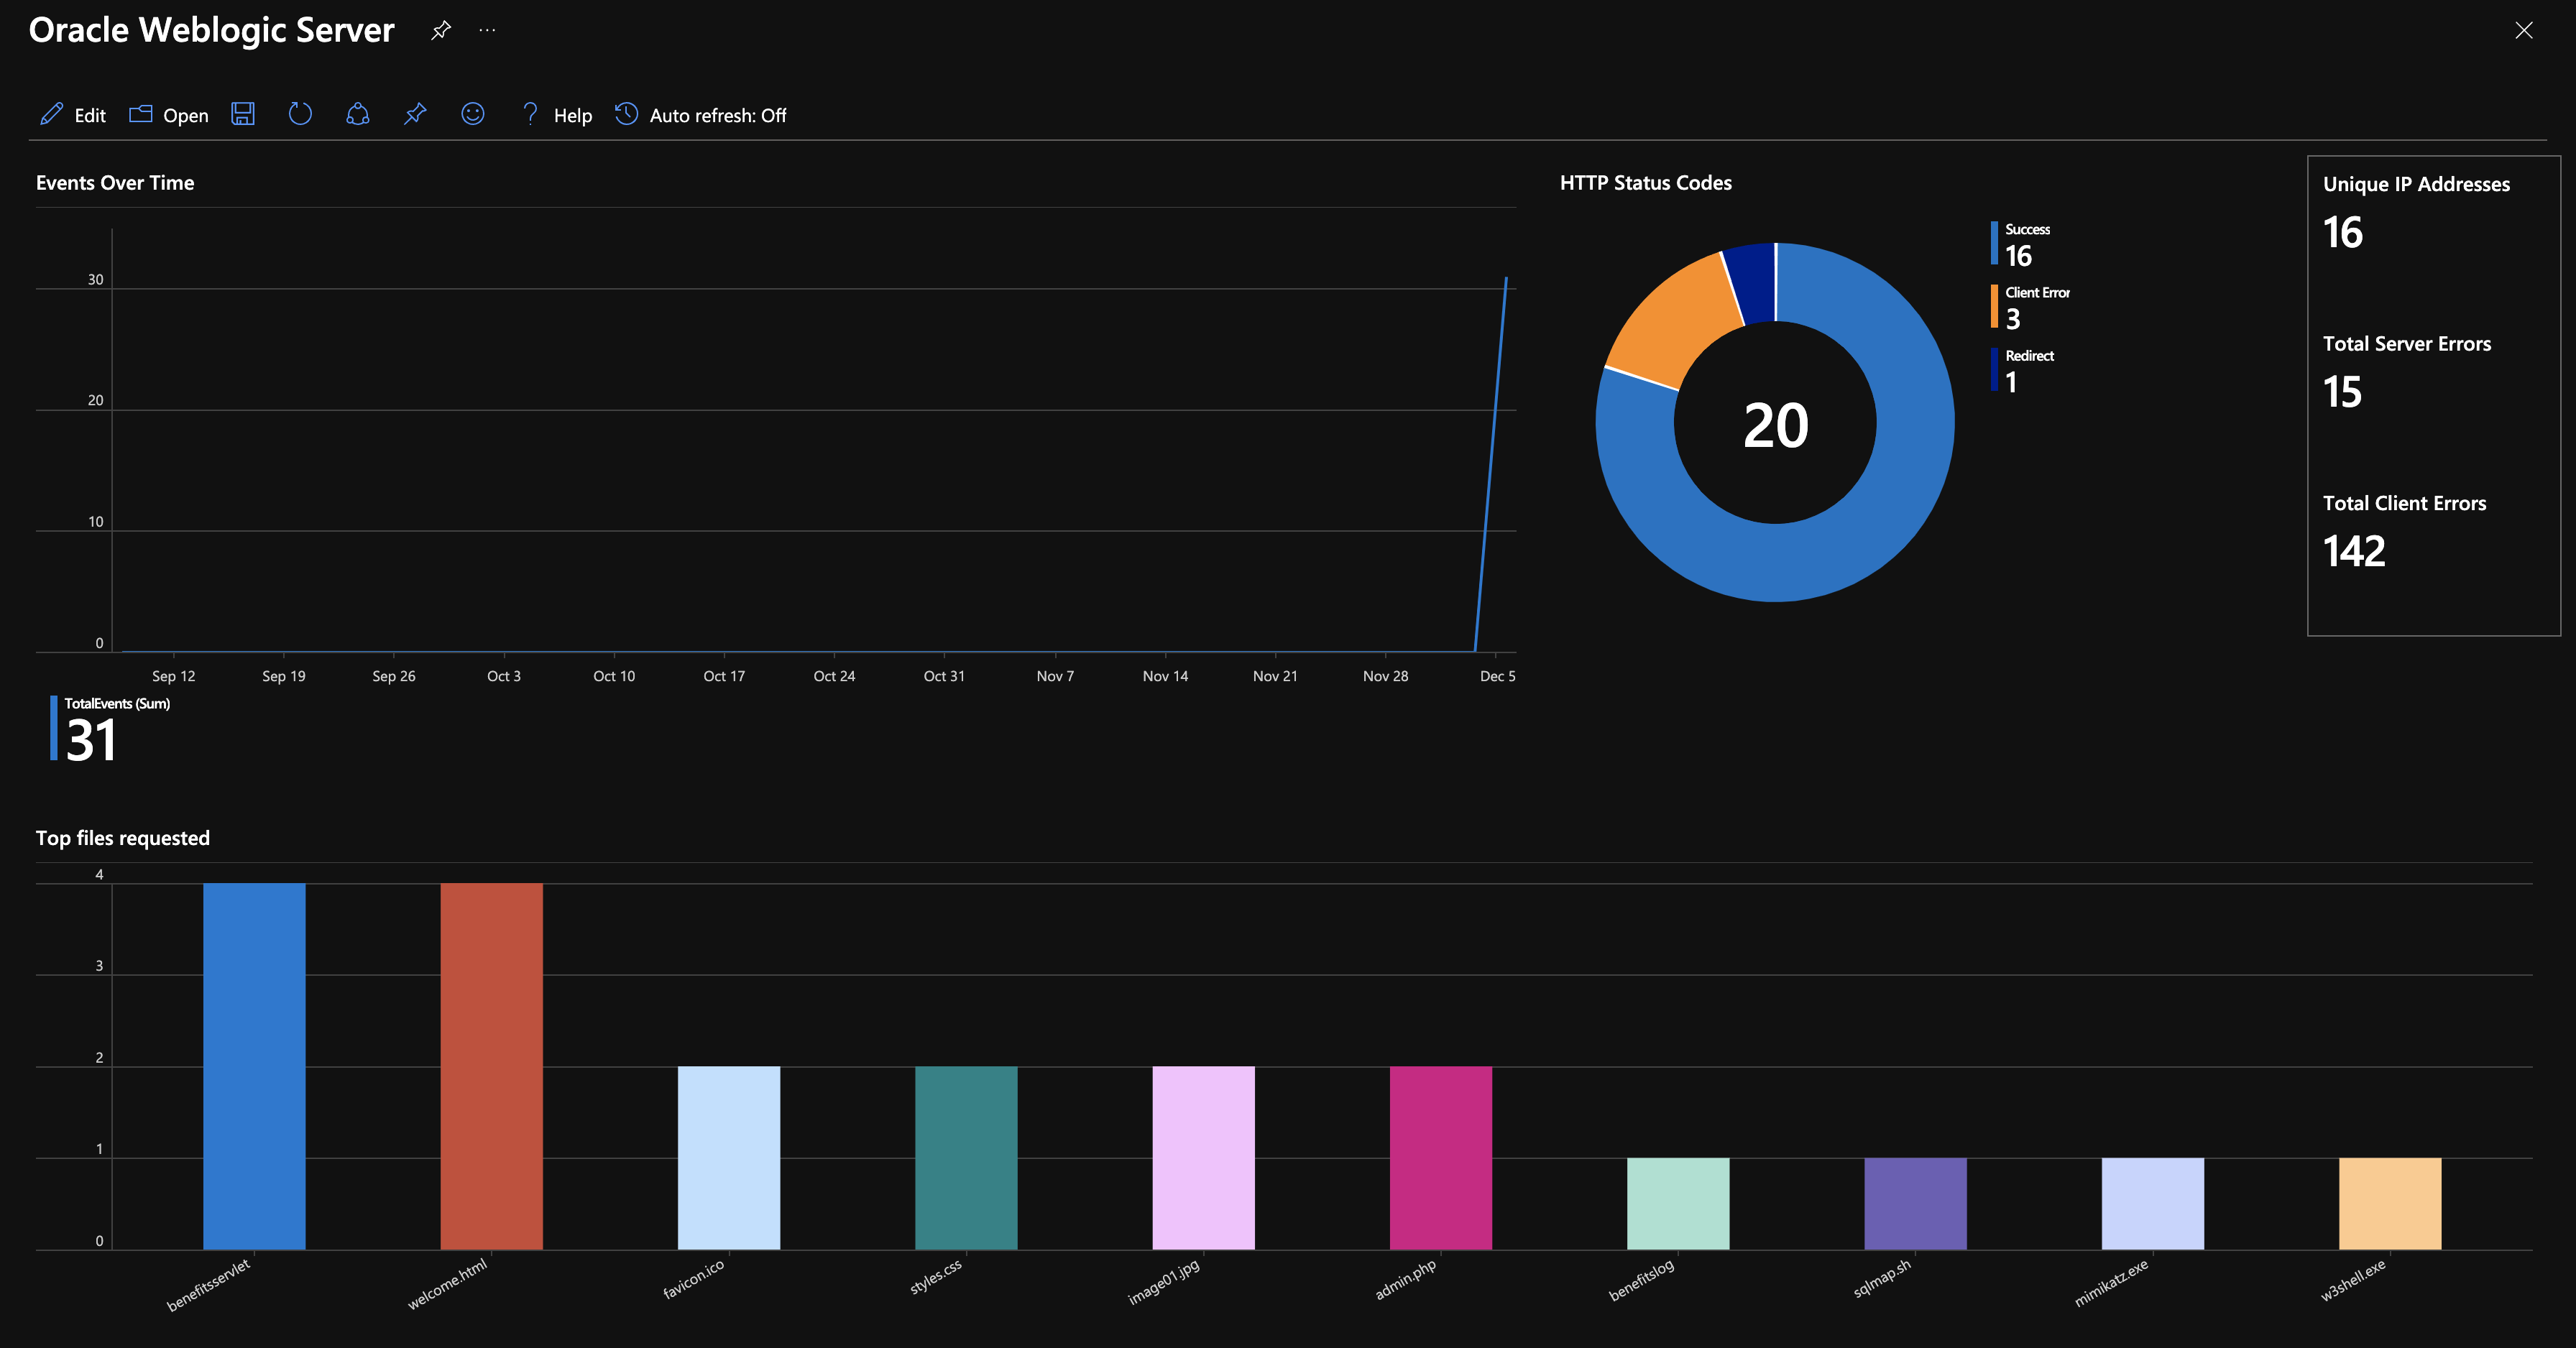 Oracle Weblogic Server
Edit Open Help Auto refresh: Off
Events Over Time
30
20
10
0
Sep 12 Sep 19 Sep 26 Oct 3 Oct 10 Oct 17 Oct 24 Oct 31 Nov 7 Nov 14 Nov 21 Nov 28 Dec 5
TotalEvents (Sum)
31
HTTP Status Codes
20
Success
16
Client Error
3
Redirect
1
Unique IP Addresses
16
Total Server Errors
15
Total Client Errors
142
Top files requested
4
3
2
1
0
benefitsservlet welcome.html favicon.ico styles.css image01.jpg admin.php benefitslog sqlmap.sh mimikatz.exe w3shell.exe